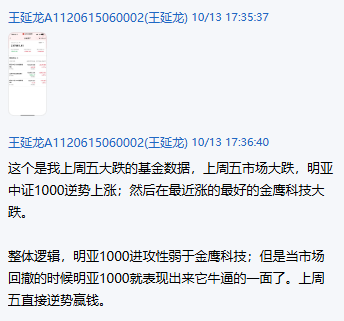 王延龙A1120615060002(王延龙) 10/13 17:35:37
王延龙A1120615060002(王延龙) 10/13 17:36:40
这个是我上周五大跌的基金数据，上周五市场大跌，明亚
中证1000逆势上涨；然后在最近涨的最好的金鹰科技大
跌。
整体逻辑，明亚1000进攻性弱于金鹰科技；但是当市场
回撤的时候明亚1000就表现出来它牛逼的一面了。上周
五直接逆势赢钱。